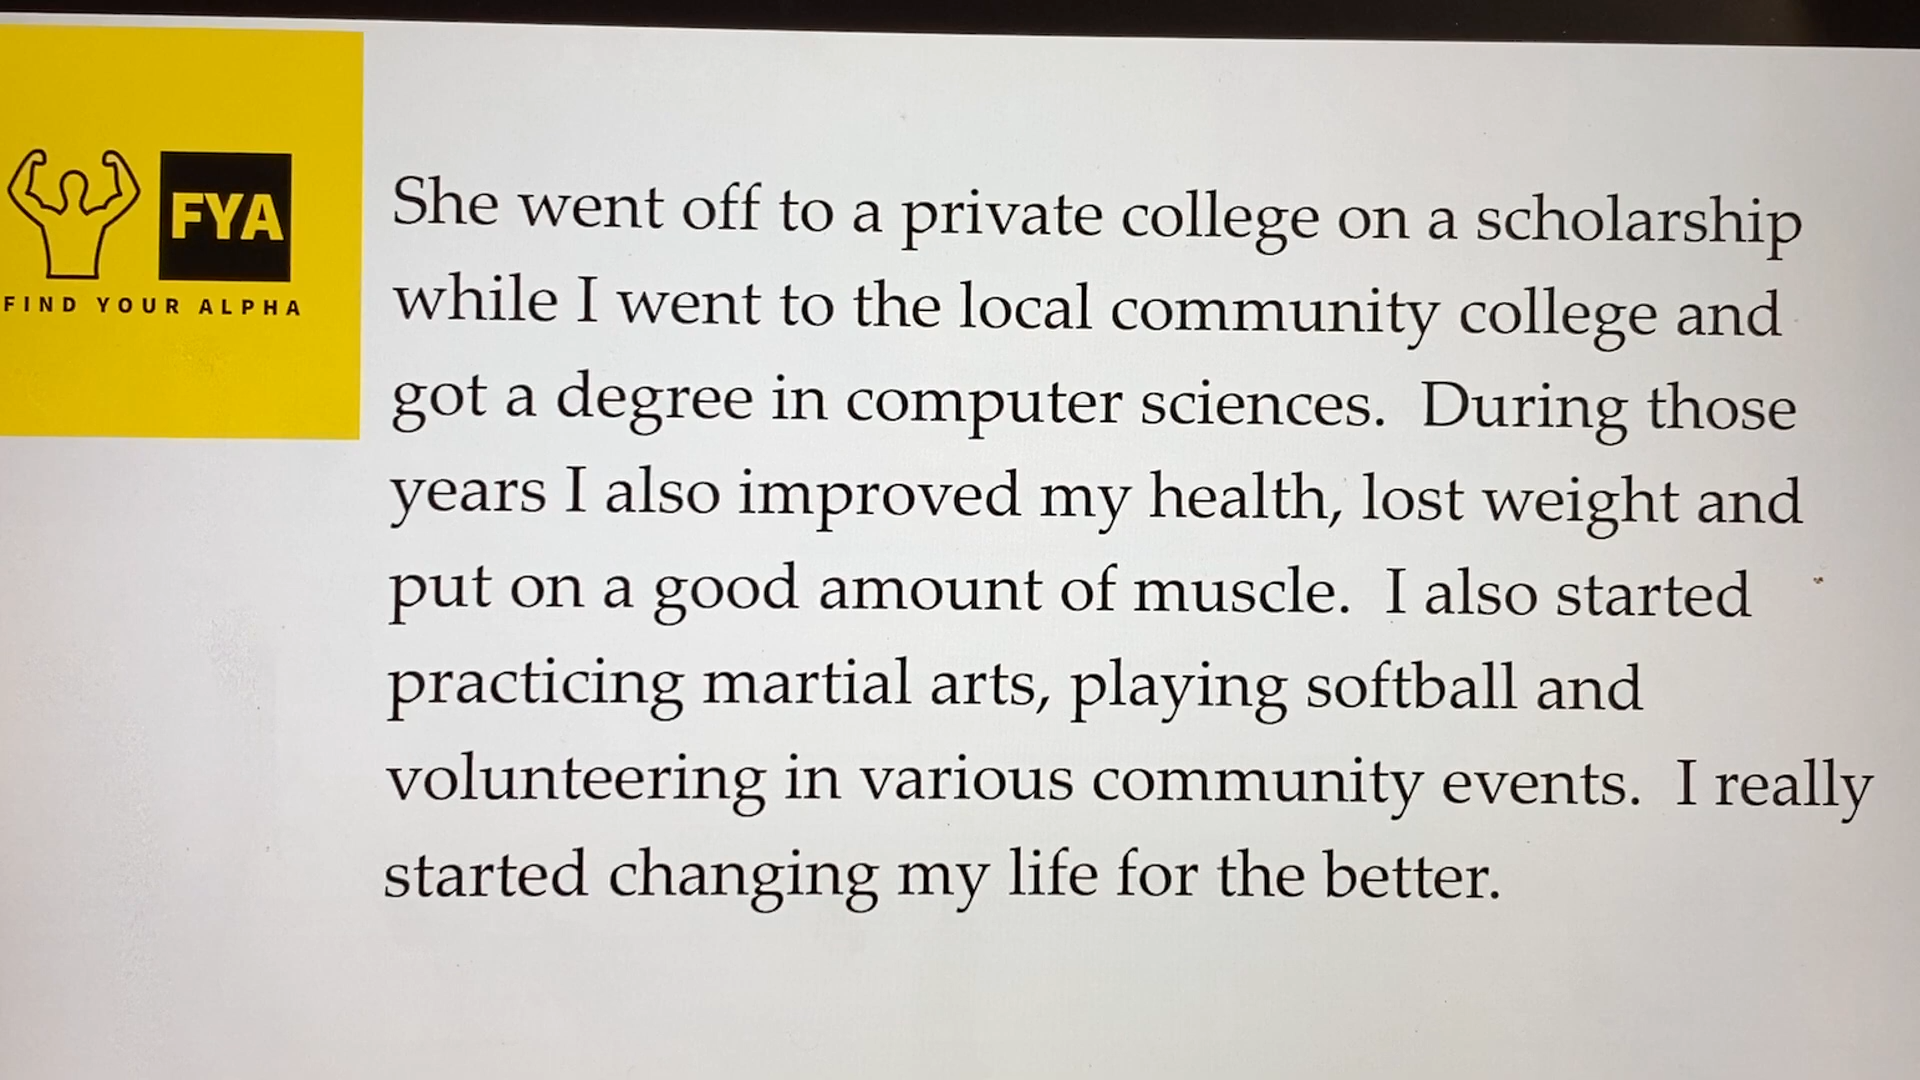 FYA
FIND YOUR ALPHA
She went off to a private college on a scholarship
while I went to the local community college and
got a degree in computer sciences.  During those
years I also improved my health, lost weight and
put on a good amount of muscle.  I also started
practicing martial arts, playing softball and
volunteering in various community events.  I really
started changing my life for the better.